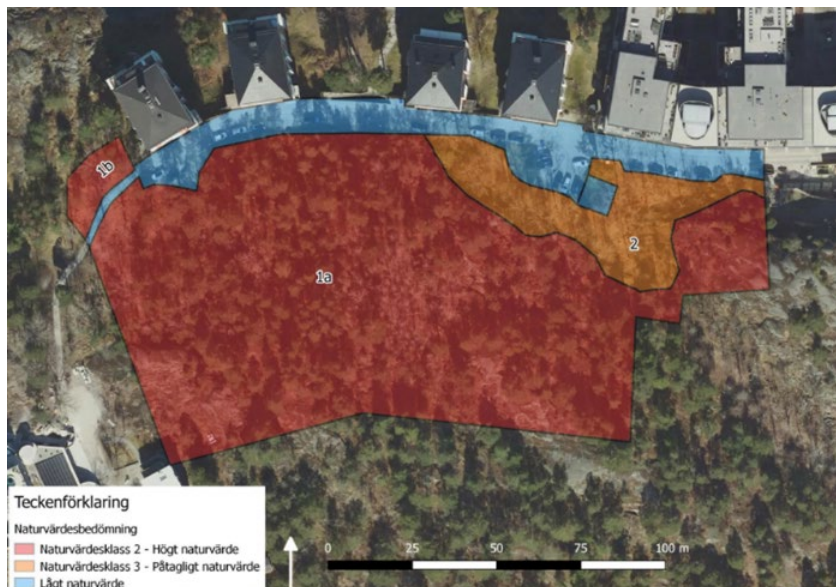 1b
1a
2
Teckenförklaring
Naturvärdesbedömning
Naturvärdesklass 2 - Högt naturvärde
Naturvärdesklass 3 - Påtagligt naturvärde
Lågt naturvärde
0 25 50 75 100 m